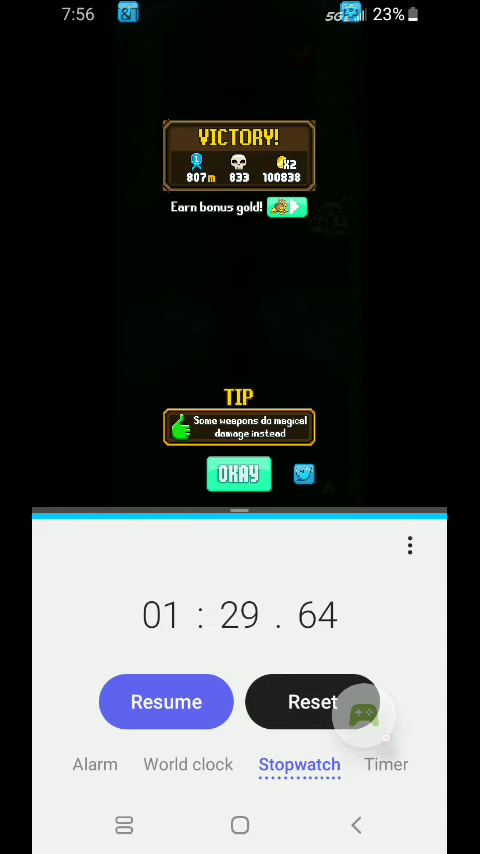 7:56
5G 23%
VICTORY!
807m 833 X2 100838
Earn bonus gold!
TIP
Some weapons do magical
damage instead
OKAY
01 : 29 . 64
Resume Reset
Alarm World clock Stopwatch Timer